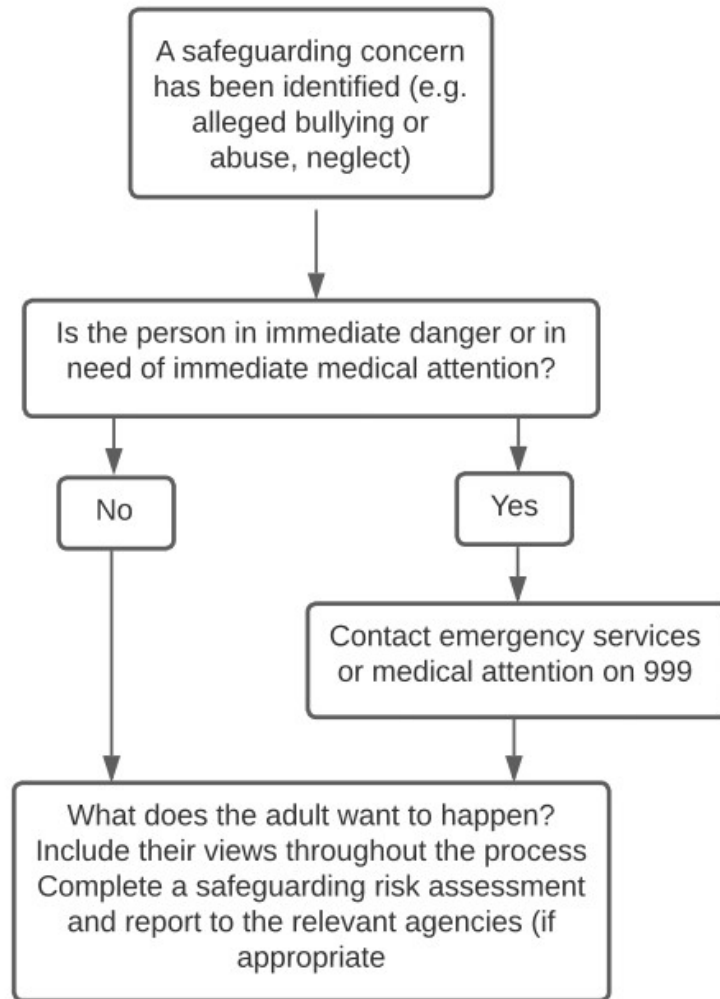 A safeguarding concern
has been identified (e.g.
alleged bullying or
abuse, neglect)
Is the person in immediate danger or in
need of immediate medical attention?
No
Yes
Contact emergency services
or medical attention on 999
What does the adult want to happen?
Include their views throughout the process
Complete a safeguarding risk assessment
and report to the relevant agencies (if
appropriate